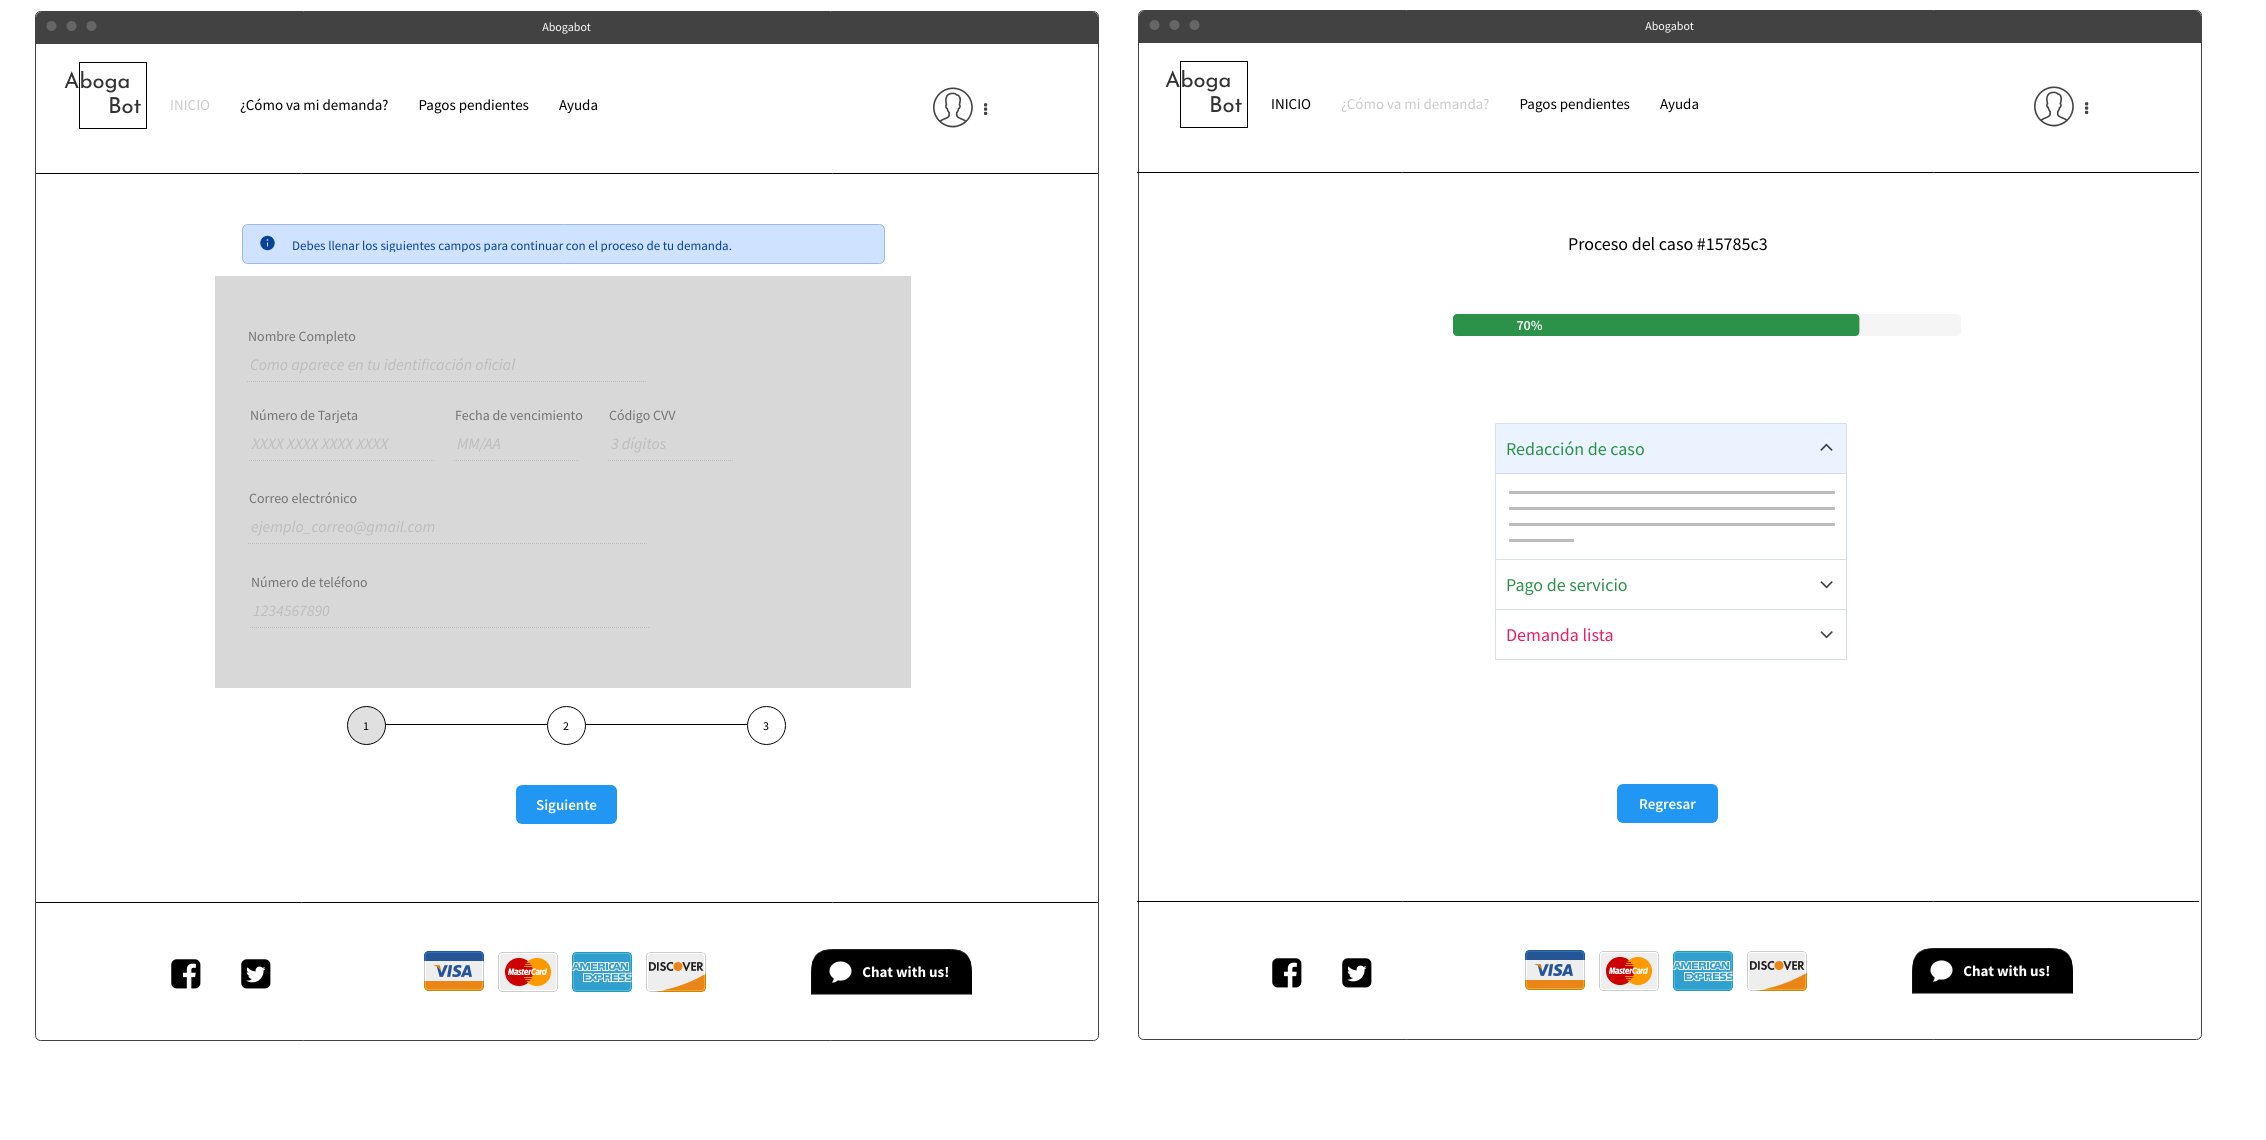 Abogabot
Aboga
Bot
INICIO
¿Cómo va mi demanda?
Pagos pendientes
Ayuda
Debes llenar los siguientes campos para continuar con el proceso de tu demanda.
Nombre Completo
Como aparece en tu identificación oficial
Número de Tarjeta
Fecha de vencimiento
Código CVV
XXXX XXXX XXXX XXXX
MM/AA
3 dígitos
Correo electrónico
ejemplo_correo@gmail.com
Número de teléfono
1234567890
1
2
3
Siguiente
VISA
MasterCard
AMERICAN
EXPRESS
DISCOVER
Chat with us!
Abogabot
Aboga
Bot
INICIO
¿Cómo va mi demanda?
Pagos pendientes
Ayuda
Proceso del caso #15785c3
70%
Redacción de caso
Pago de servicio
Demanda lista
Regresar
VISA
MasterCard
AMERICAN
EXPRESS
DISCOVER
Chat with us!